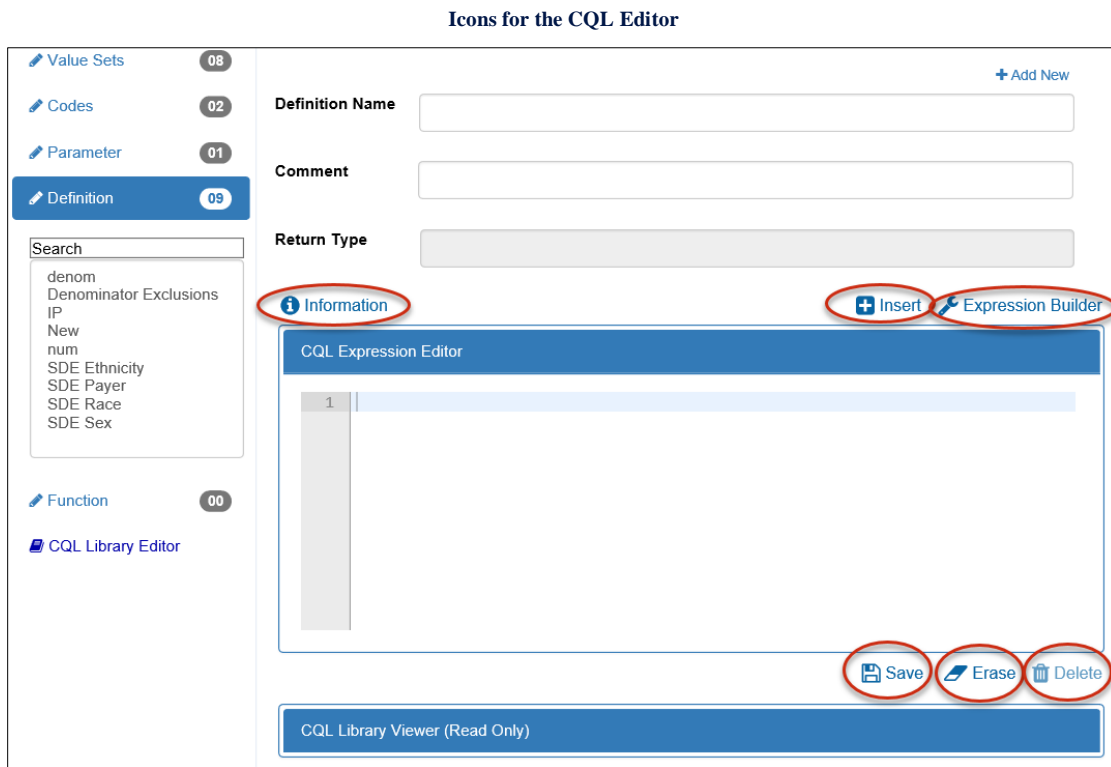 Icons for the CQL Editor
Value Sets 08
Codes 02
Parameter 01
Definition 09
Search
denom
Denominator Exclusions
IP
New
num
SDE Ethnicity
SDE Payer
SDE Race
SDE Sex
Function 00
CQL Library Editor
Add New
Definition Name
Comment
Return Type
Information Insert Expression Builder
CQL Expression Editor
1
Save Erase Delete
CQL Library Viewer (Read Only)